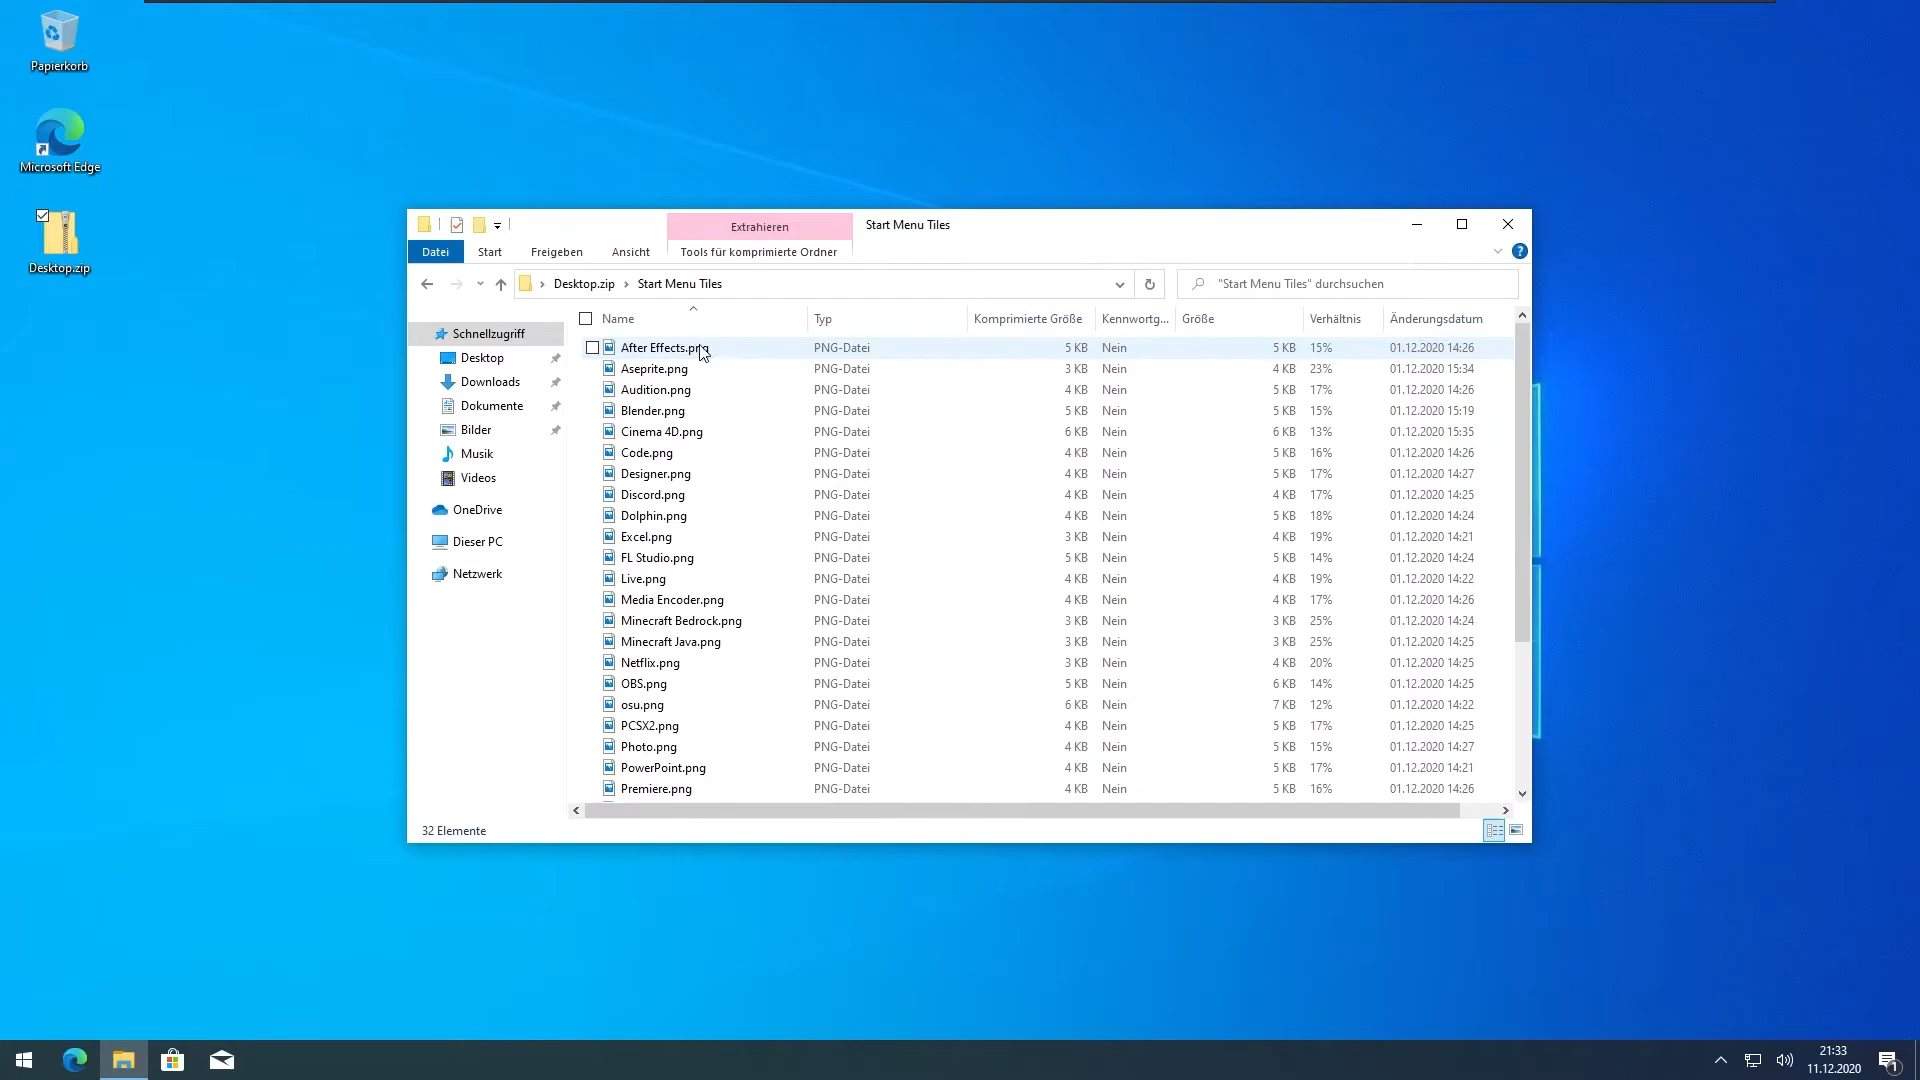 Papierkorb
Microsoft Edge
Desktop.zip
Extrahieren
Start Menu Tiles
Datei Start Freigeben Ansicht Tools für komprimierte Ordner
Desktop.zip Start Menu Tiles
"Start Menu Tiles" durchsuchen
Schnellzugriff
Desktop
Downloads
Dokumente
Bilder
Musik
Videos
OneDrive
Dieser PC
Netzwerk
Name Typ Komprimierte Größe Kennwortg... Größe Verhältnis Änderungsdatum
After Effects.png PNG-Datei 5 KB Nein 5 KB 15% 01.12.2020 14:26
Aseprite.png PNG-Datei 3 KB Nein 4 KB 23% 01.12.2020 15:34
Audition.png PNG-Datei 4 KB Nein 5 KB 17% 01.12.2020 14:26
Blender.png PNG-Datei 5 KB Nein 5 KB 15% 01.12.2020 15:19
Cinema 4D.png PNG-Datei 6 KB Nein 6 KB 13% 01.12.2020 15:35
Code.png PNG-Datei 4 KB Nein 5 KB 16% 01.12.2020 14:26
Designer.png PNG-Datei 4 KB Nein 5 KB 17% 01.12.2020 14:27
Discord.png PNG-Datei 4 KB Nein 4 KB 17% 01.12.2020 14:25
Dolphin.png PNG-Datei 4 KB Nein 5 KB 18% 01.12.2020 14:24
Excel.png PNG-Datei 3 KB Nein 4 KB 19% 01.12.2020 14:21
FL Studio.png PNG-Datei 5 KB Nein 5 KB 14% 01.12.2020 14:24
Live.png PNG-Datei 4 KB Nein 4 KB 19% 01.12.2020 14:22
Media Encoder.png PNG-Datei 4 KB Nein 4 KB 17% 01.12.2020 14:26
Minecraft Bedrock.png PNG-Datei 3 KB Nein 3 KB 25% 01.12.2020 14:24
Minecraft Java.png PNG-Datei 3 KB Nein 3 KB 25% 01.12.2020 14:25
Netflix.png PNG-Datei 3 KB Nein 4 KB 20% 01.12.2020 14:25
OBS.png PNG-Datei 5 KB Nein 6 KB 14% 01.12.2020 14:25
osu.png PNG-Datei 6 KB Nein 7 KB 12% 01.12.2020 14:22
PCSX2.png PNG-Datei 4 KB Nein 5 KB 17% 01.12.2020 14:25
Photo.png PNG-Datei 4 KB Nein 5 KB 15% 01.12.2020 14:27
PowerPoint.png PNG-Datei 4 KB Nein 5 KB 17% 01.12.2020 14:21
Premiere.png PNG-Datei 4 KB Nein 5 KB 16% 01.12.2020 14:26
32 Elemente
21:33
11.12.2020
1